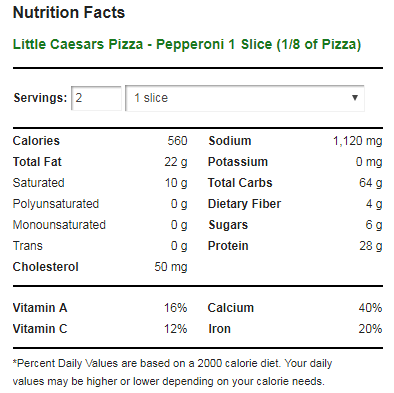 Nutrition Facts
Little Caesars Pizza - Pepperoni 1 Slice (1/8 of Pizza)
Servings: 2 1 slice
Calories 560 Sodium 1,120 mg
Total Fat 22 g Potassium 0 mg
Saturated 10 g Total Carbs 64 g
Polyunsaturated 0 g Dietary Fiber 4 g
Monounsaturated 0 g Sugars 6 g
Trans 0 g Protein 28 g
Cholesterol 50 mg
Vitamin A 16% Calcium 40%
Vitamin C 12% Iron 20%
*Percent Daily Values are based on a 2000 calorie diet. Your daily
values may be higher or lower depending on your calorie needs.